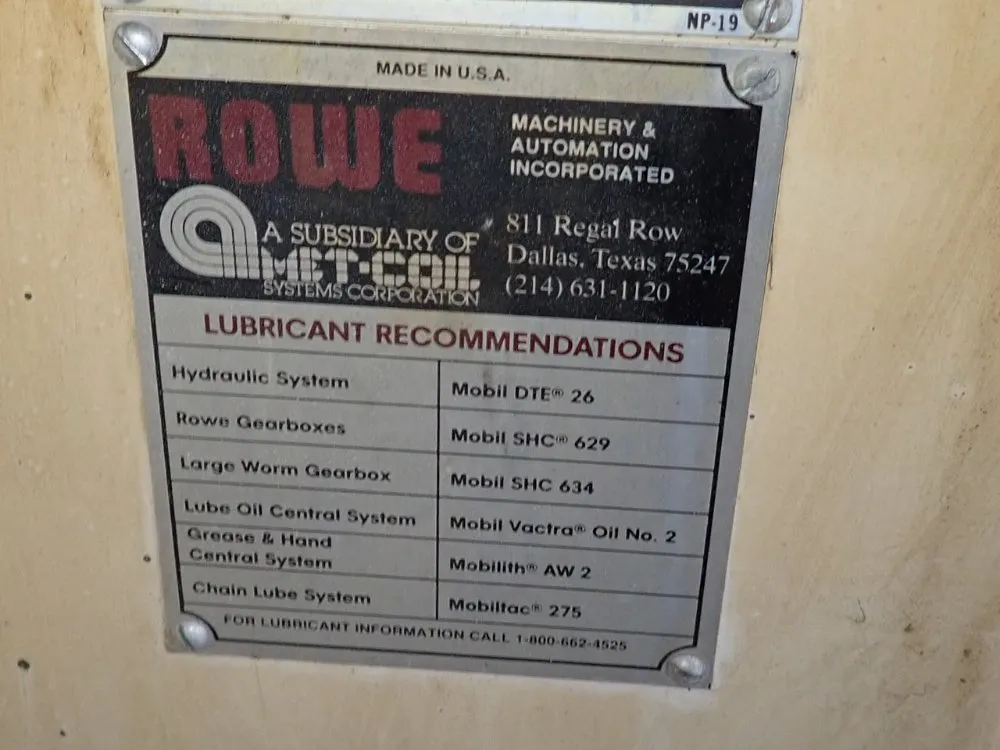 NP-19
MADE IN U.S.A.
ROWE
MACHINERY &
AUTOMATION
INCORPORATED
A SUBSIDIARY OF
MET-COIL
SYSTEMS CORPORATION
811 Regal Row
Dallas, Texas 75247
(214) 631-1120
LUBRICANT RECOMMENDATIONS
Hydraulic System Mobil DTE® 26
Rowe Gearboxes Mobil SHC® 629
Large Worm Gearbox Mobil SHC 634
Lube Oil Central System Mobil Vactra® Oil No. 2
Grease & Hand
Central System Mobilith® AW 2
Chain Lube System Mobiltac® 275
FOR LUBRICANT INFORMATION CALL 1-800-662-4525